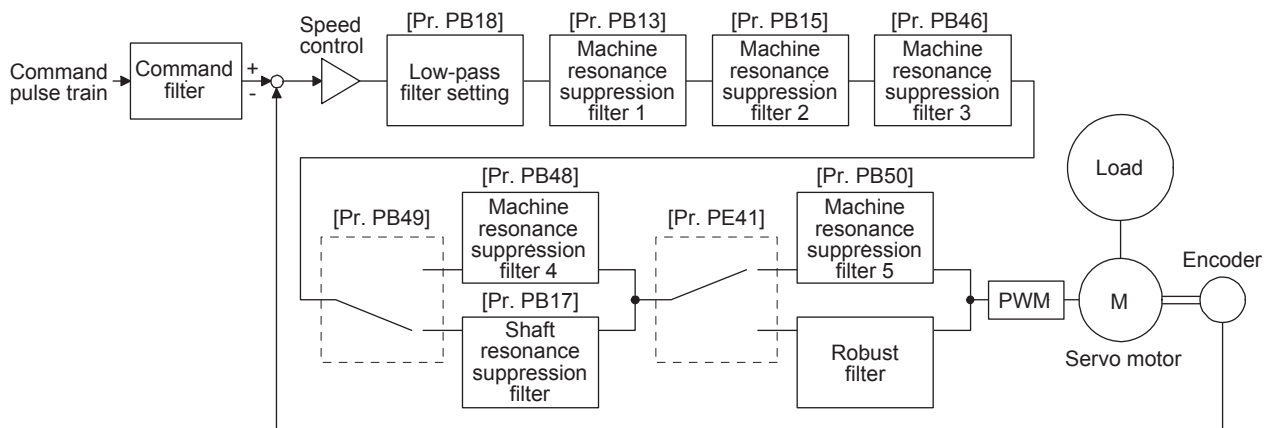 [Pr. PB18]
[Pr. PB13]
[Pr. PB15]
[Pr. PB46]
Speed
control
Command
pulse train
Command
filter
+
-
Low-pass
filter setting
Machine
resonance
suppression
filter 1
Machine
resonance
suppression
filter 2
Machine
resonance
suppression
filter 3
Load
[Pr. PB48]
[Pr. PB50]
[Pr. PB49]
Machine
resonance
suppression
filter 4
[Pr. PE41]
Machine
resonance
suppression
filter 5
Encoder
PWM
M
Servo motor
[Pr. PB17]
Shaft
resonance
suppression
filter
Robust
filter